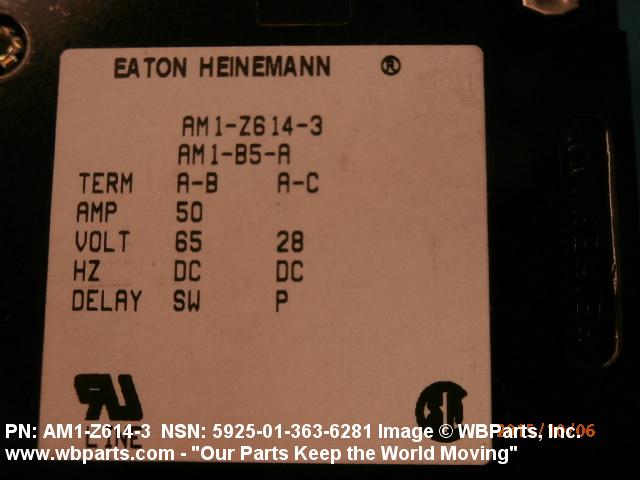 EATON HEINEMANN ®
AM1-Z614-3
AM1-B5-A
TERM A-B A-C
AMP 50
VOLT 65 28
HZ DC DC
DELAY SW P
LINE
PN: AM1-Z614-3 NSN: 5925-01-363-6281 Image © WBParts, Inc.
www.wbparts.com - "Our Parts Keep the World Moving"